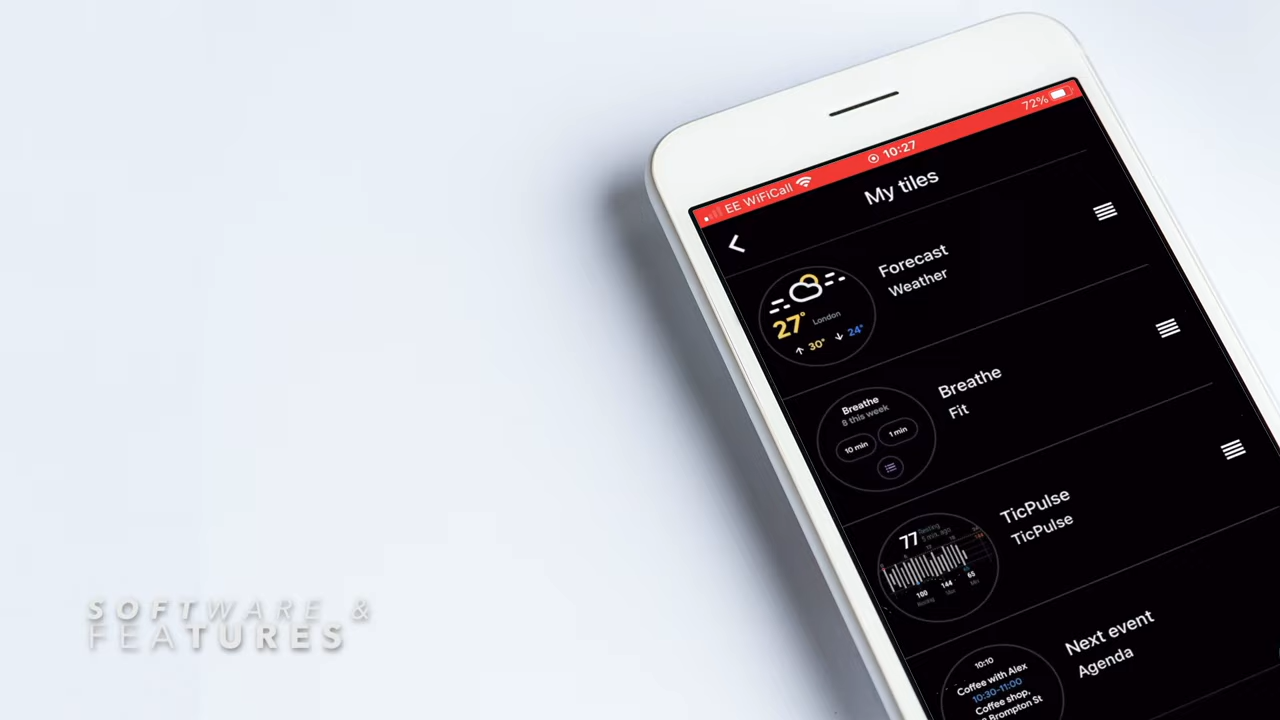 EE WiFiCall 10:27 72%
My tiles
Forecast
Weather
27° London
30° 24°
Breathe
Fit
Breathe
8 this week
10 min 1 min
TicPulse
TicPulse
77 Resting
100 144 65
Next event
Agenda
10:10
Coffee with Alex
10:30-11:00
Coffee shop,
Brompton St
SOFTWARE &
FEATURES